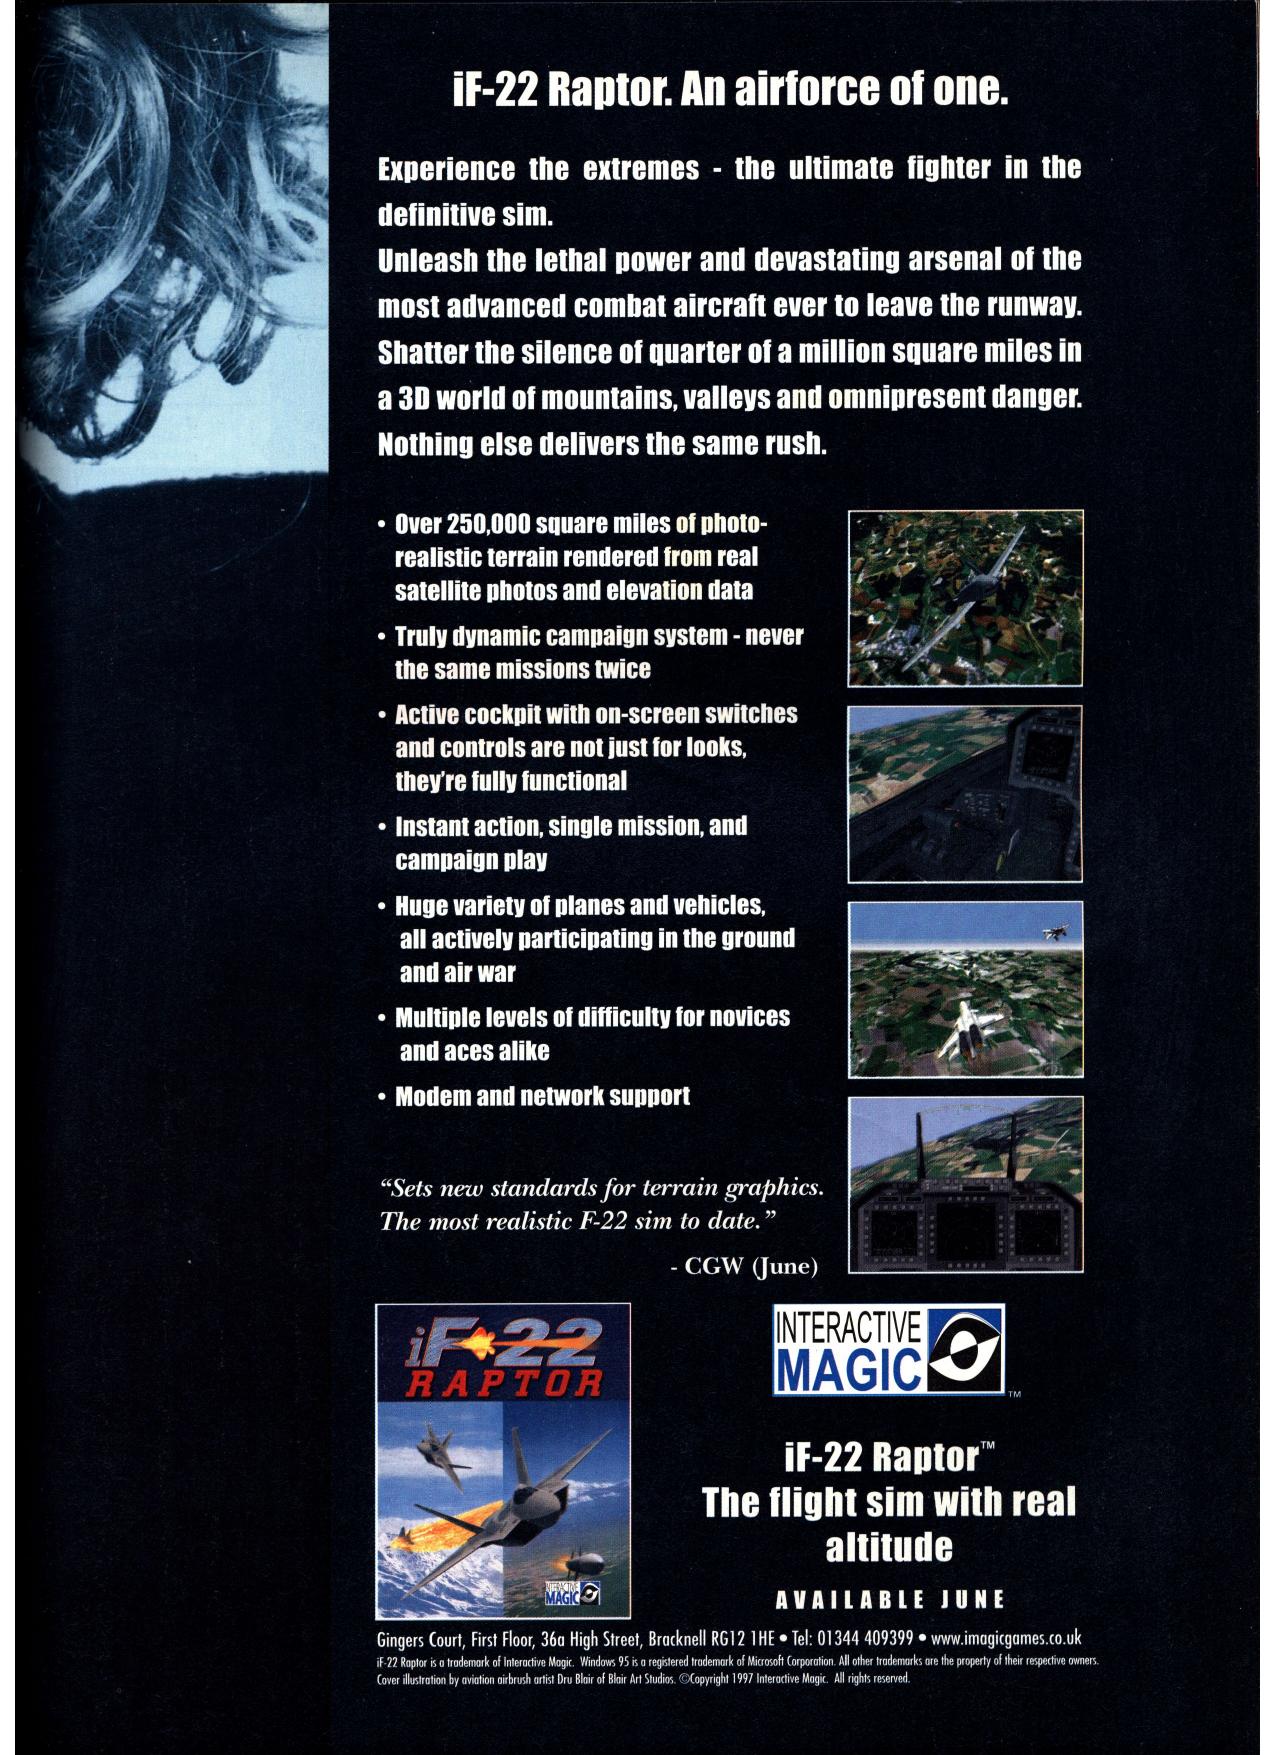 iF-22 Raptor. An airforce of one.
Experience the extremes - the ultimate fighter in the
definitive sim.
Unleash the lethal power and devastating arsenal of the
most advanced combat aircraft ever to leave the runway.
Shatter the silence of quarter of a million square miles in
a 3D world of mountains, valleys and omnipresent danger.
Nothing else delivers the same rush.
• Over 250,000 square miles of photo-
realistic terrain rendered from real
satellite photos and elevation data
• Truly dynamic campaign system - never
the same missions twice
• Active cockpit with on-screen switches
and controls are not just for looks,
they're fully functional
• Instant action, single mission, and
campaign play
• Huge variety of planes and vehicles,
all actively participating in the ground
and air war
• Multiple levels of difficulty for novices
and aces alike
• Modem and network support
“Sets new standards for terrain graphics.
The most realistic F-22 sim to date.”
- CGW (June)
iF-22
RAPTOR
INTERACTIVE
MAGIC
INTERACTIVE
MAGIC
TM
iF-22 Raptor™
The flight sim with real
altitude
AVAILABLE JUNE
Gingers Court, First Floor, 36a High Street, Bracknell RG12 1HE • Tel: 01344 409399 • www.imagicgames.co.uk
iF-22 Raptor is a trademark of Interactive Magic. Windows 95 is a registered trademark of Microsoft Corporation. All other trademarks are the property of their respective owners.
Cover illustration by aviation airbrush artist Dru Blair of Blair Art Studios. ©Copyright 1997 Interactive Magic. All rights reserved.